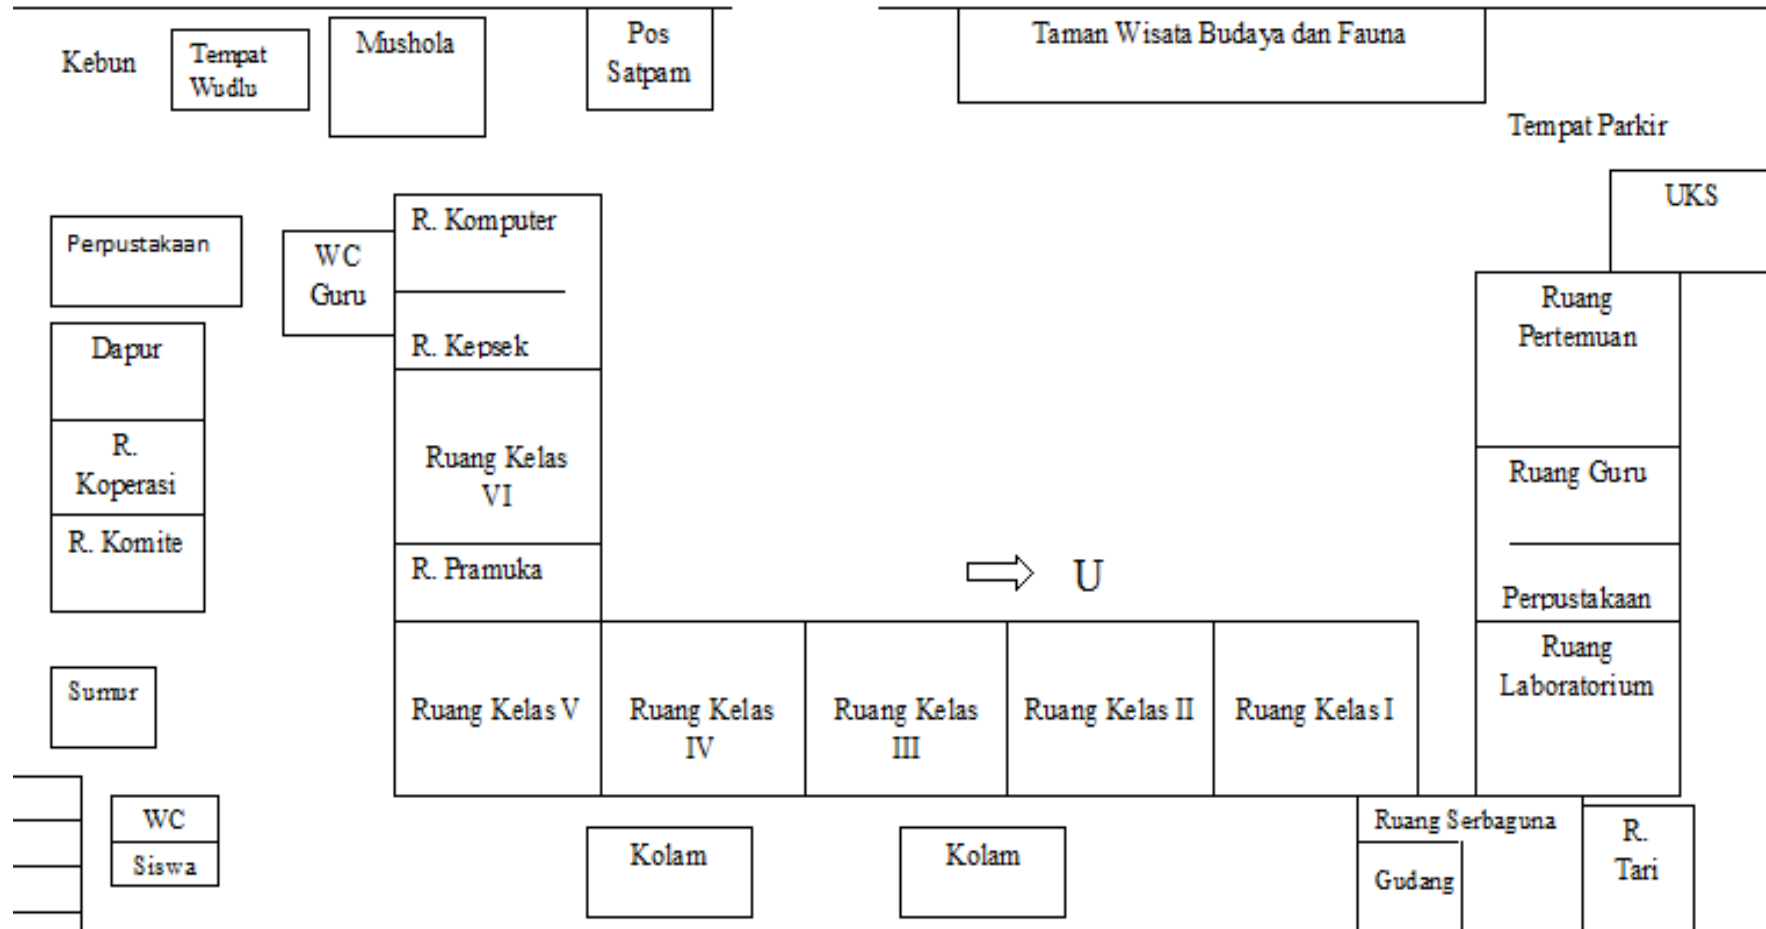 Kebun
Tempat
Wudlu
Mushola
Pos
Satpam
Taman Wisata Budaya dan Fauna
Tempat Parkir
UKS
Perpustakaan
WC
Guru
R. Komputer
R. Kepsek
Ruang
Pertemuan
Dapur
R.
Koperasi
R. Komite
Ruang Kelas
VI
R. Pramuka
U
Ruang Guru
Perpustakaan
Ruang
Laboratorium
Sumur
Ruang Kelas V
Ruang Kelas
IV
Ruang Kelas
III
Ruang Kelas II
Ruang Kelas I
WC
Siswa
Kolam
Kolam
Ruang Serbaguna
Gudang
R.
Tari